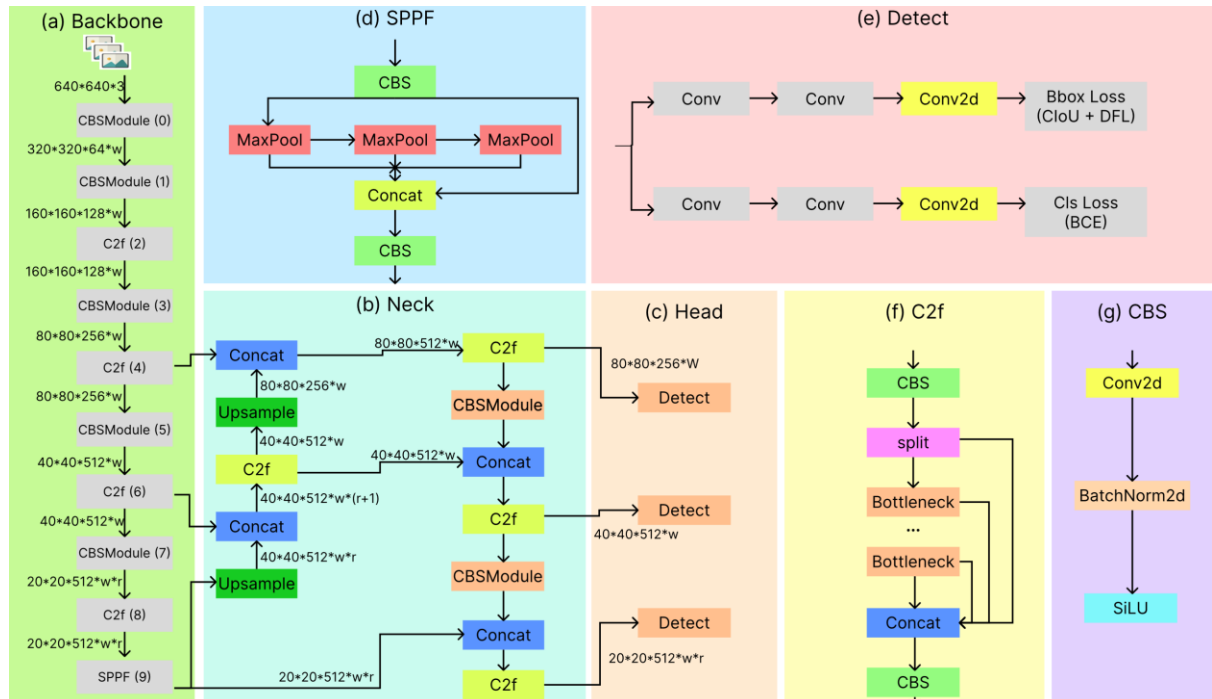 (a) Backbone
640*640*3
CBSModule (0)
320*320*64*w
CBSModule (1)
160*160*128*w
C2f (2)
160*160*128*w
CBSModule (3)
80*80*256*w
C2f (4)
80*80*256*w
CBSModule (5)
40*40*512*w
C2f (6)
40*40*512*w
CBSModule (7)
20*20*512*w*r
C2f (8)
20*20*512*w*r
SPPF (9)
(d) SPPF
CBS
MaxPool
MaxPool
MaxPool
Concat
CBS
(e) Detect
Conv
Conv
Conv2d
Bbox Loss
(CIoU + DFL)
Conv
Conv
Conv2d
Cls Loss
(BCE)
(b) Neck
Concat
80*80*512*w
80*80*256*w
Upsample
40*40*512*w
C2f
40*40*512*w
40*40*512*w*(r+1)
Concat
40*40*512*w*r
Upsample
20*20*512*w*r
C2f
CBSModule
Concat
C2f
CBSModule
Concat
C2f
(c) Head
80*80*256*W
Detect
Detect
40*40*512*w
Detect
20*20*512*w*r
(f) C2f
CBS
split
Bottleneck
...
Bottleneck
Concat
CBS
(g) CBS
Conv2d
BatchNorm2d
SiLU